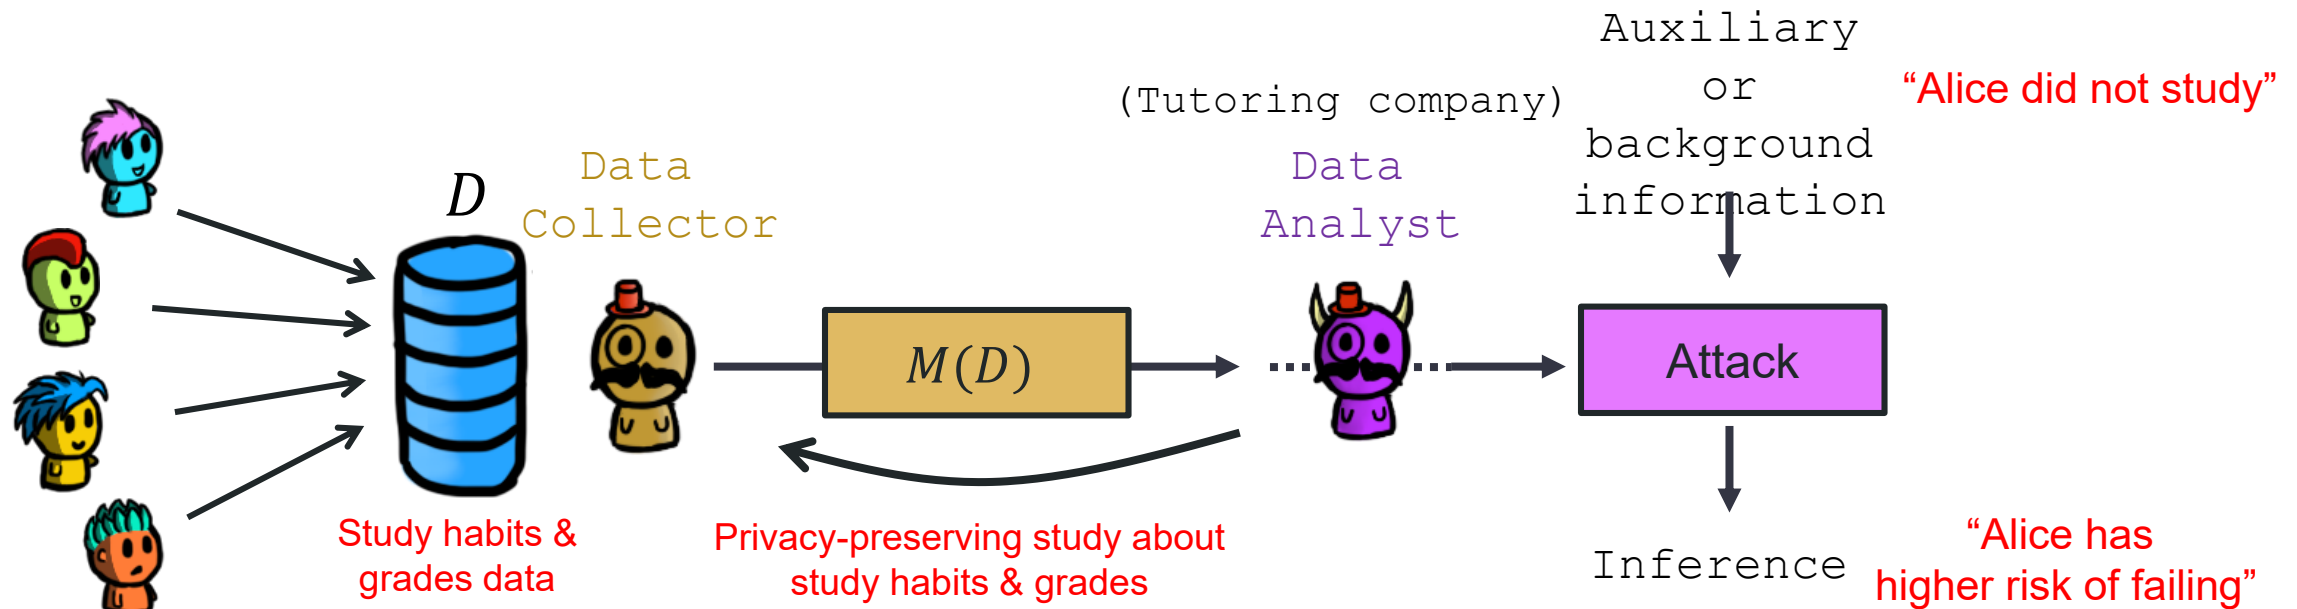 Auxiliary
or
background
information
“Alice did not study”
(Tutoring company)
Data
Analyst
Data
Collector
D
M(D)
Attack
Study habits &
grades data
Privacy-preserving study about
study habits & grades
Inference
“Alice has
higher risk of failing”